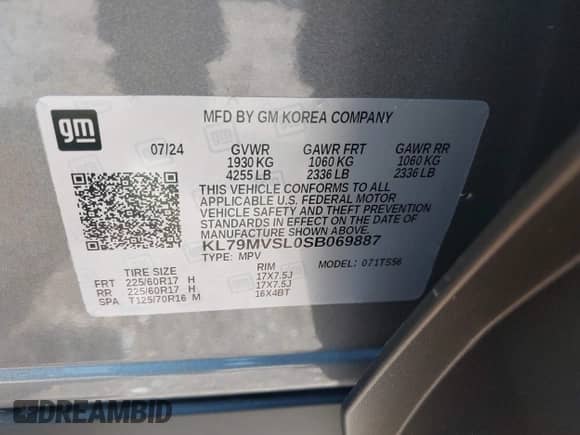 gm
MFD BY GM KOREA COMPANY
07/24 GVWR GAWR FRT GAWR RR
1930 KG 1060 KG 1060 KG
4255 LB 2336 LB 2336 LB
THIS VEHICLE CONFORMS TO ALL
APPLICABLE U.S. FEDERAL MOTOR
VEHICLE SAFETY AND THEFT PREVENTION
STANDARDS IN EFFECT ON THE DATE OF
MANUFACTURE SHOWN ABOVE.
KL79MVSL0SB069887
TYPE: MPV 071TS56
TIRE SIZE RIM
FRT 225/60R17 H 17X7.5J
RR 225/60R17 H 17X7.5J
SPA T125/70R16 M 16X4BT
DREAMBID